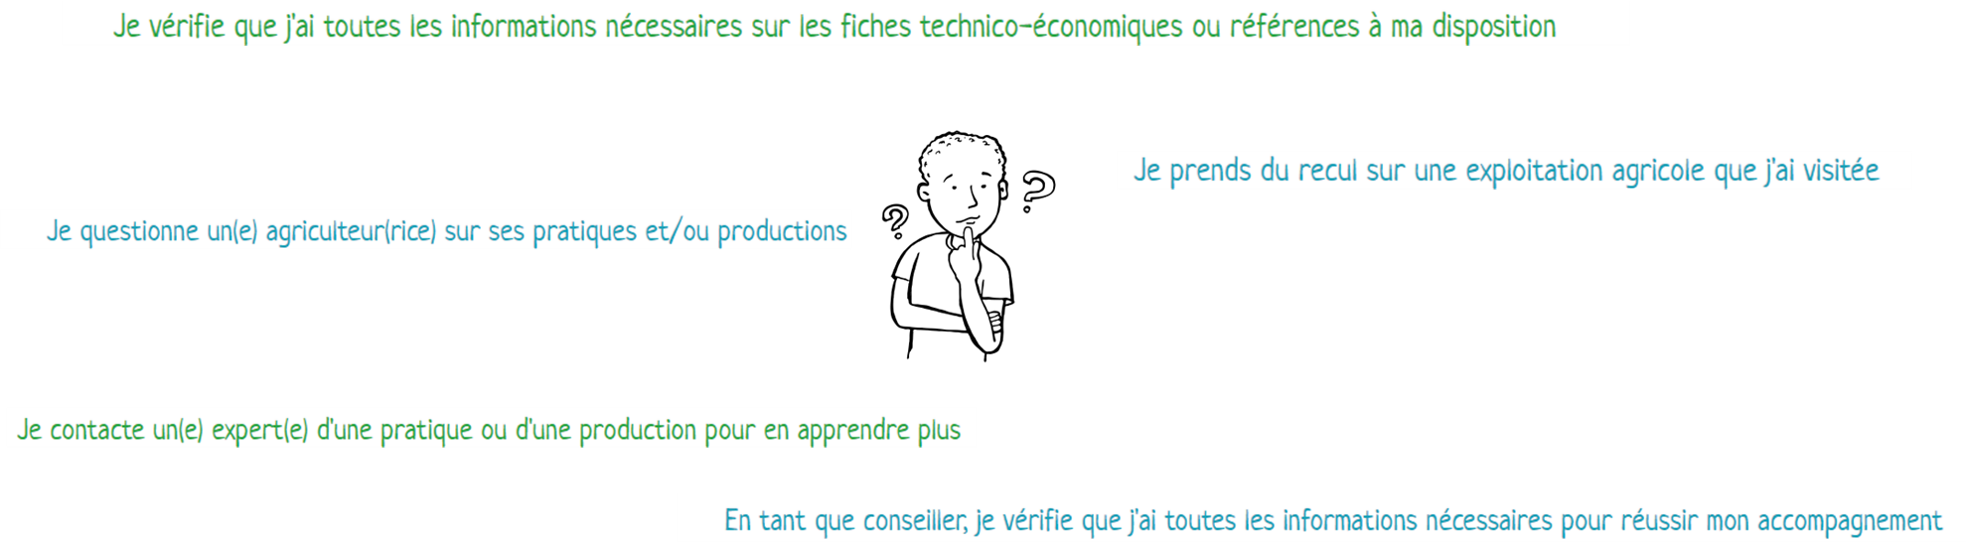 Je vérifie que j'ai toutes les informations nécessaires sur les fiches technico-économiques ou références à ma disposition
Je prends du recul sur une exploitation agricole que j'ai visitée
Je questionne un(e) agriculteur(rice) sur ses pratiques et/ou productions
Je contacte un(e) expert(e) d'une pratique ou d'une production pour en apprendre plus
En tant que conseiller, je vérifie que j'ai toutes les informations nécessaires pour réussir mon accompagnement